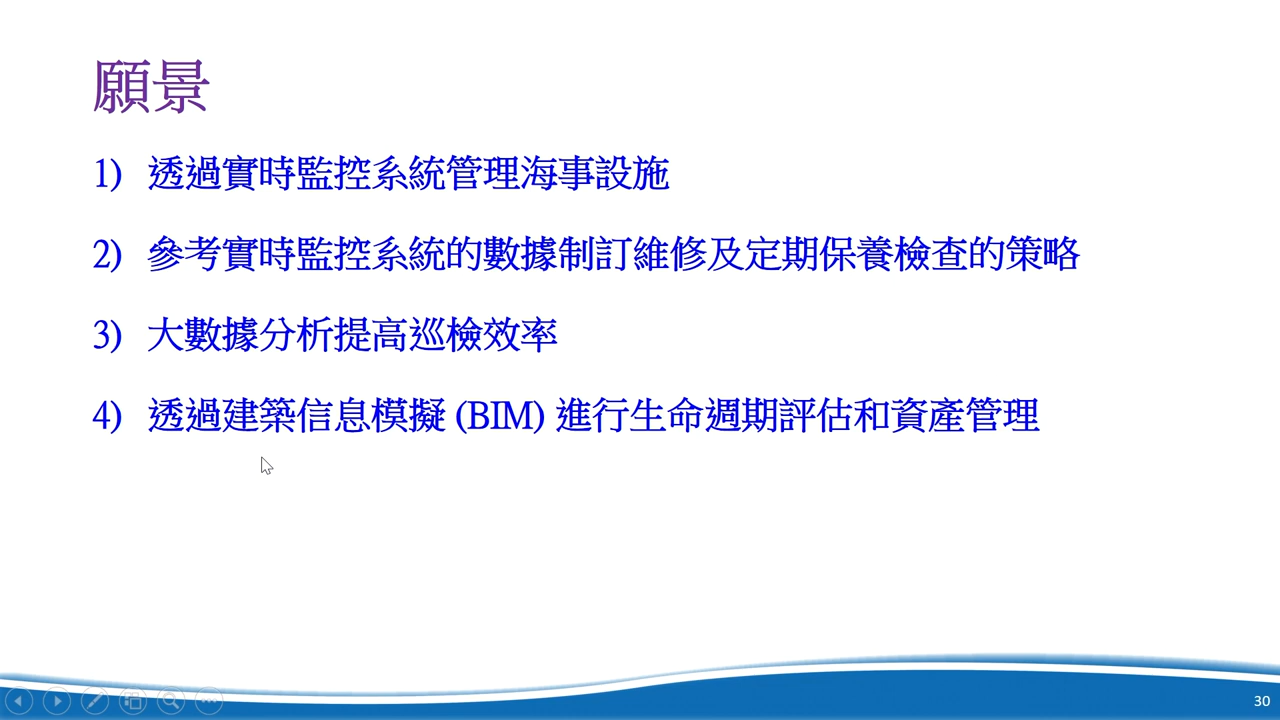 願景
1) 透過實時監控系統管理海事設施
2) 參考實時監控系統的數據制訂維修及定期保養檢查的策略
3) 大數據分析提高巡檢效率
4) 透過建築信息模擬 (BIM) 進行生命週期評估和資產管理
30